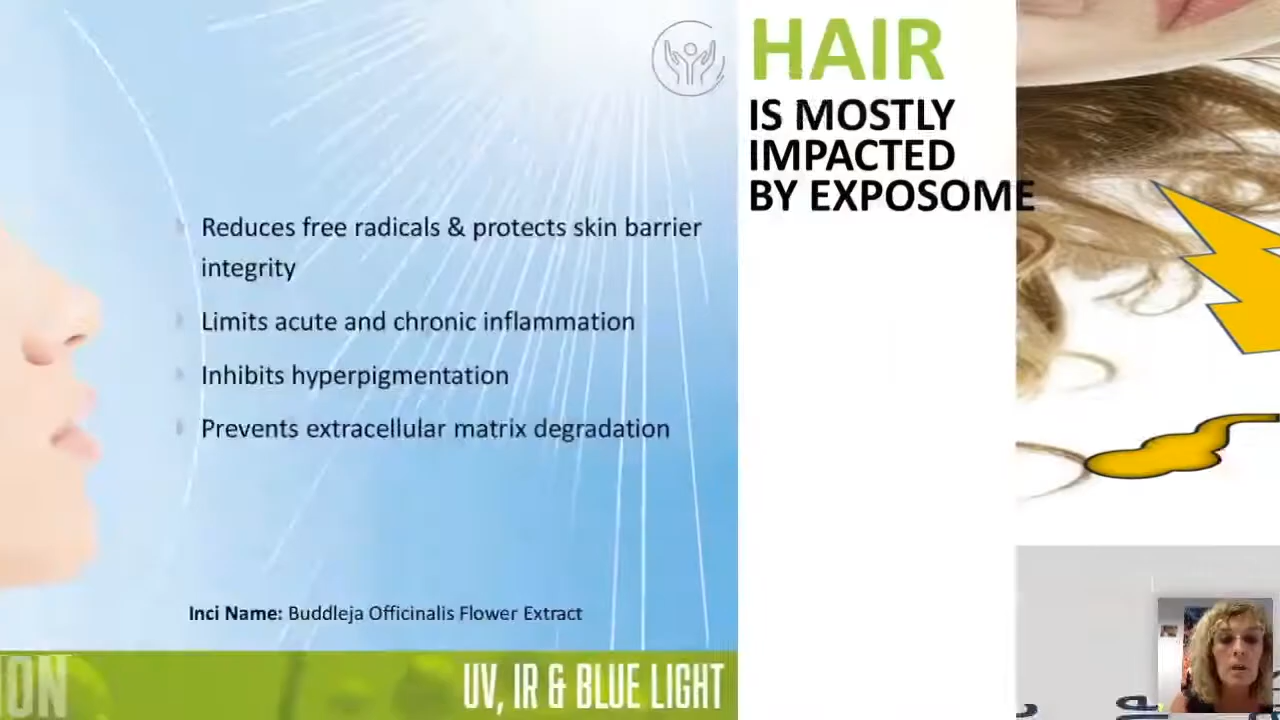 Reduces free radicals & protects skin barrier
integrity
Limits acute and chronic inflammation
Inhibits hyperpigmentation
Prevents extracellular matrix degradation
Inci Name: Buddleja Officinalis Flower Extract
ON
UV, IR & BLUE LIGHT
HAIR
IS MOSTLY
IMPACTED
BY EXPOSOME